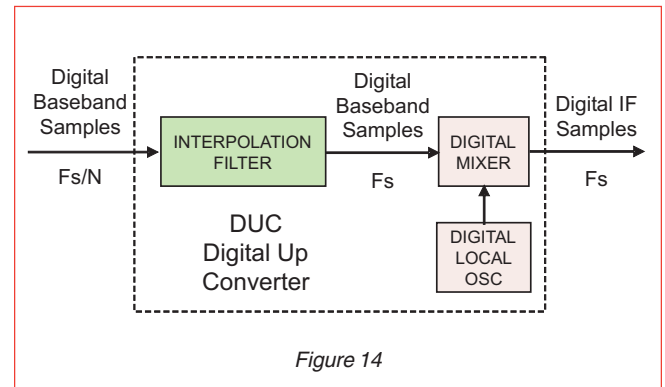 Digital
Baseband
Samples
Fs/N
INTERPOLATION
FILTER
Digital
Baseband
Samples
Fs
DIGITAL
MIXER
Digital IF
Samples
Fs
DUC
Digital Up
Converter
DIGITAL
LOCAL
OSC
Figure 14